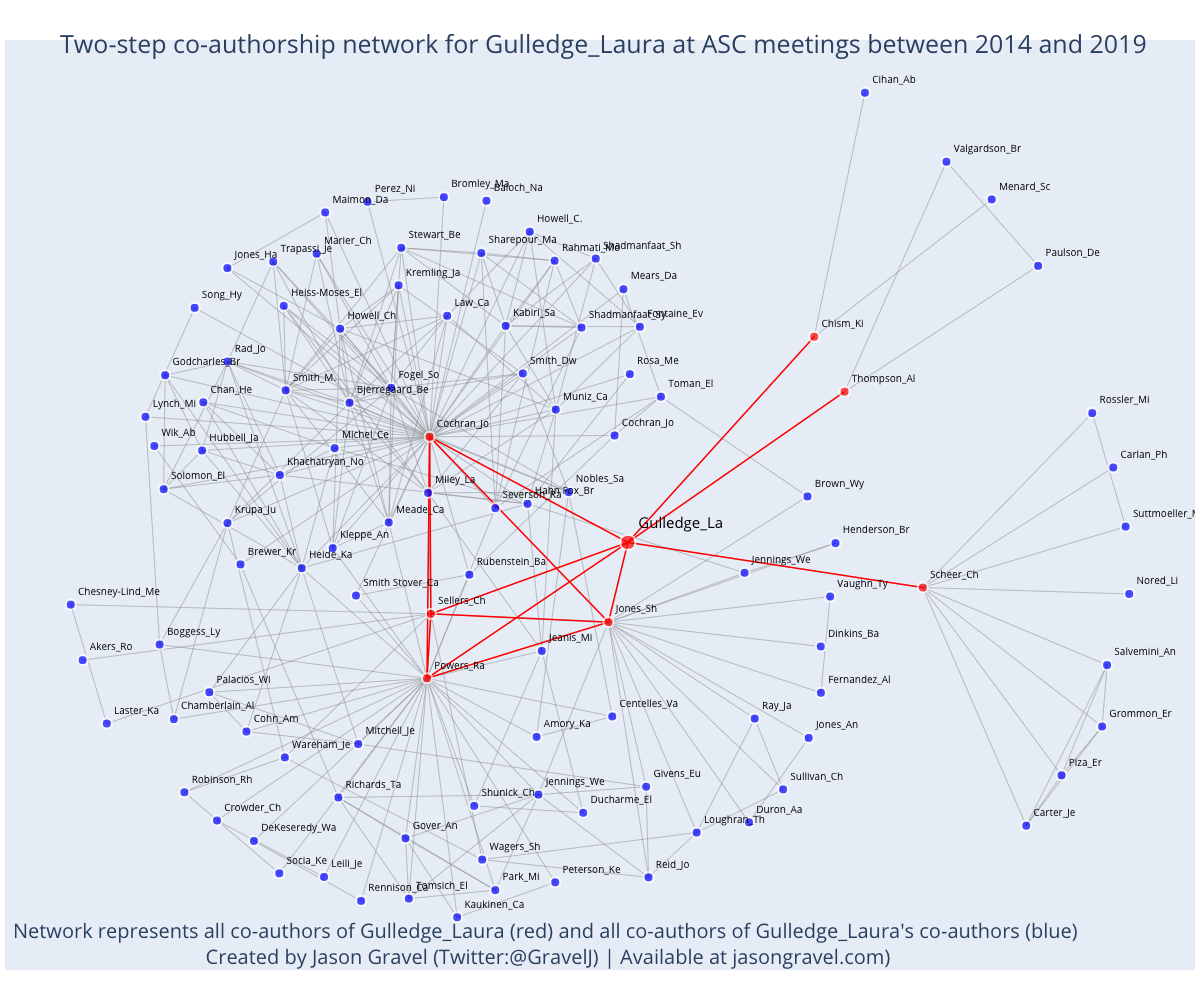 Two-step co-authorship network for Gulledge_Laura at ASC meetings between 2014 and 2019
Cihan_Ab
Valgardson_Br
Menard_Sc
Perez_Ni
Bromley_Ma
Baloch_Na
Maimon_Da
Howell_C.
Marier_Ch
Stewart_Be
Sharepour_Ma
Rahmati_Mo
Shadmanfaat_Sh
Jones_Ha
Trapassi_Je
Paulson_De
Kremling_Ja
Mears_Da
Song_Hy
Heiss-Moses_El
Howell_Ch
Law_Ca
Kabiri_Sa
Shadmanfaat_Sy
Fontaine_Ev
Chism_Ki
Rad_Jo
Godcharles_Br
Smith_M.
Fogel_So
Smith_Dw
Rosa_Me
Toman_El
Thompson_Al
Chan_He
Bjerregaard_Be
Muniz_Ca
Rossler_Mi
Lynch_Mi
Cochran_Jo
Cochran_Jo
Wik_Ab
Hubbell_Ja
Michel_Ce
Carlan_Ph
Solomon_El
Khachatryan_No
Miley_La
Severson_Ra
Hahn Fox_Br
Nobles_Sa
Brown_Wy
Krupa_Ju
Meade_Ca
Gulledge_La
Henderson_Br
Kleppe_An
Brewer_Kr
Heide_Ka
Rubenstein_Ba
Jennings_We
Vaughn_Ty
Scheer_Ch
Nored_Li
Chesney-Lind_Me
Smith Stover_Ca
Sellers_Ch
Jones_Sh
Boggess_Ly
Akers_Ro
Jeanis_Mi
Dinkins_Ba
Powers_Ra
Salvemini_An
Palacios_Wi
Fernandez_Al
Laster_Ka
Chamberlain_Al
Cohn_Am
Centelles_Va
Ray_Ja
Grommon_Er
Mitchell_Je
Amory_Ka
Jones_An
Wareham_Je
Piza_Er
Robinson_Rh
Richards_Ta
Shunick_Ch
Jennings_We
Givens_Eu
Sullivan_Ch
Ducharme_El
Crowder_Ch
Duron_Aa
Carter_Je
DeKeseredy_Wa
Gover_An
Loughran_Th
Socia_Ke
Leili_Je
Wagers_Sh
Reid_Jo
Rennison_Ca
Tomsich_El
Park_Mi
Peterson_Ke
Kaukinen_Ca
Network represents all co-authors of Gulledge_Laura (red) and all co-authors of Gulledge_Laura's co-authors (blue)
Created by Jason Gravel (Twitter:@GravelJ) | Available at jasongravel.com)